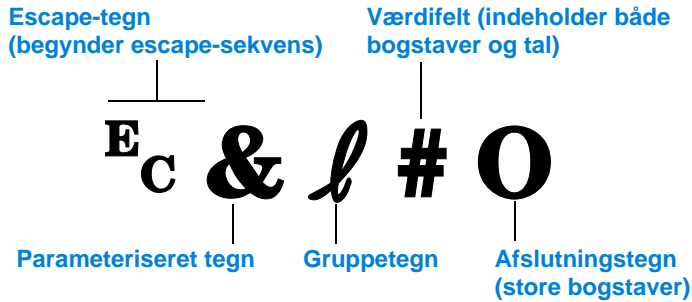 Escape-tegn
(begynder escape-sekvens)
Værdifelt (indeholder både
bogstaver og tal)
EC & ℓ # O
Parameteriseret tegn
Gruppetegn
Afslutningstegn
(store bogstaver)